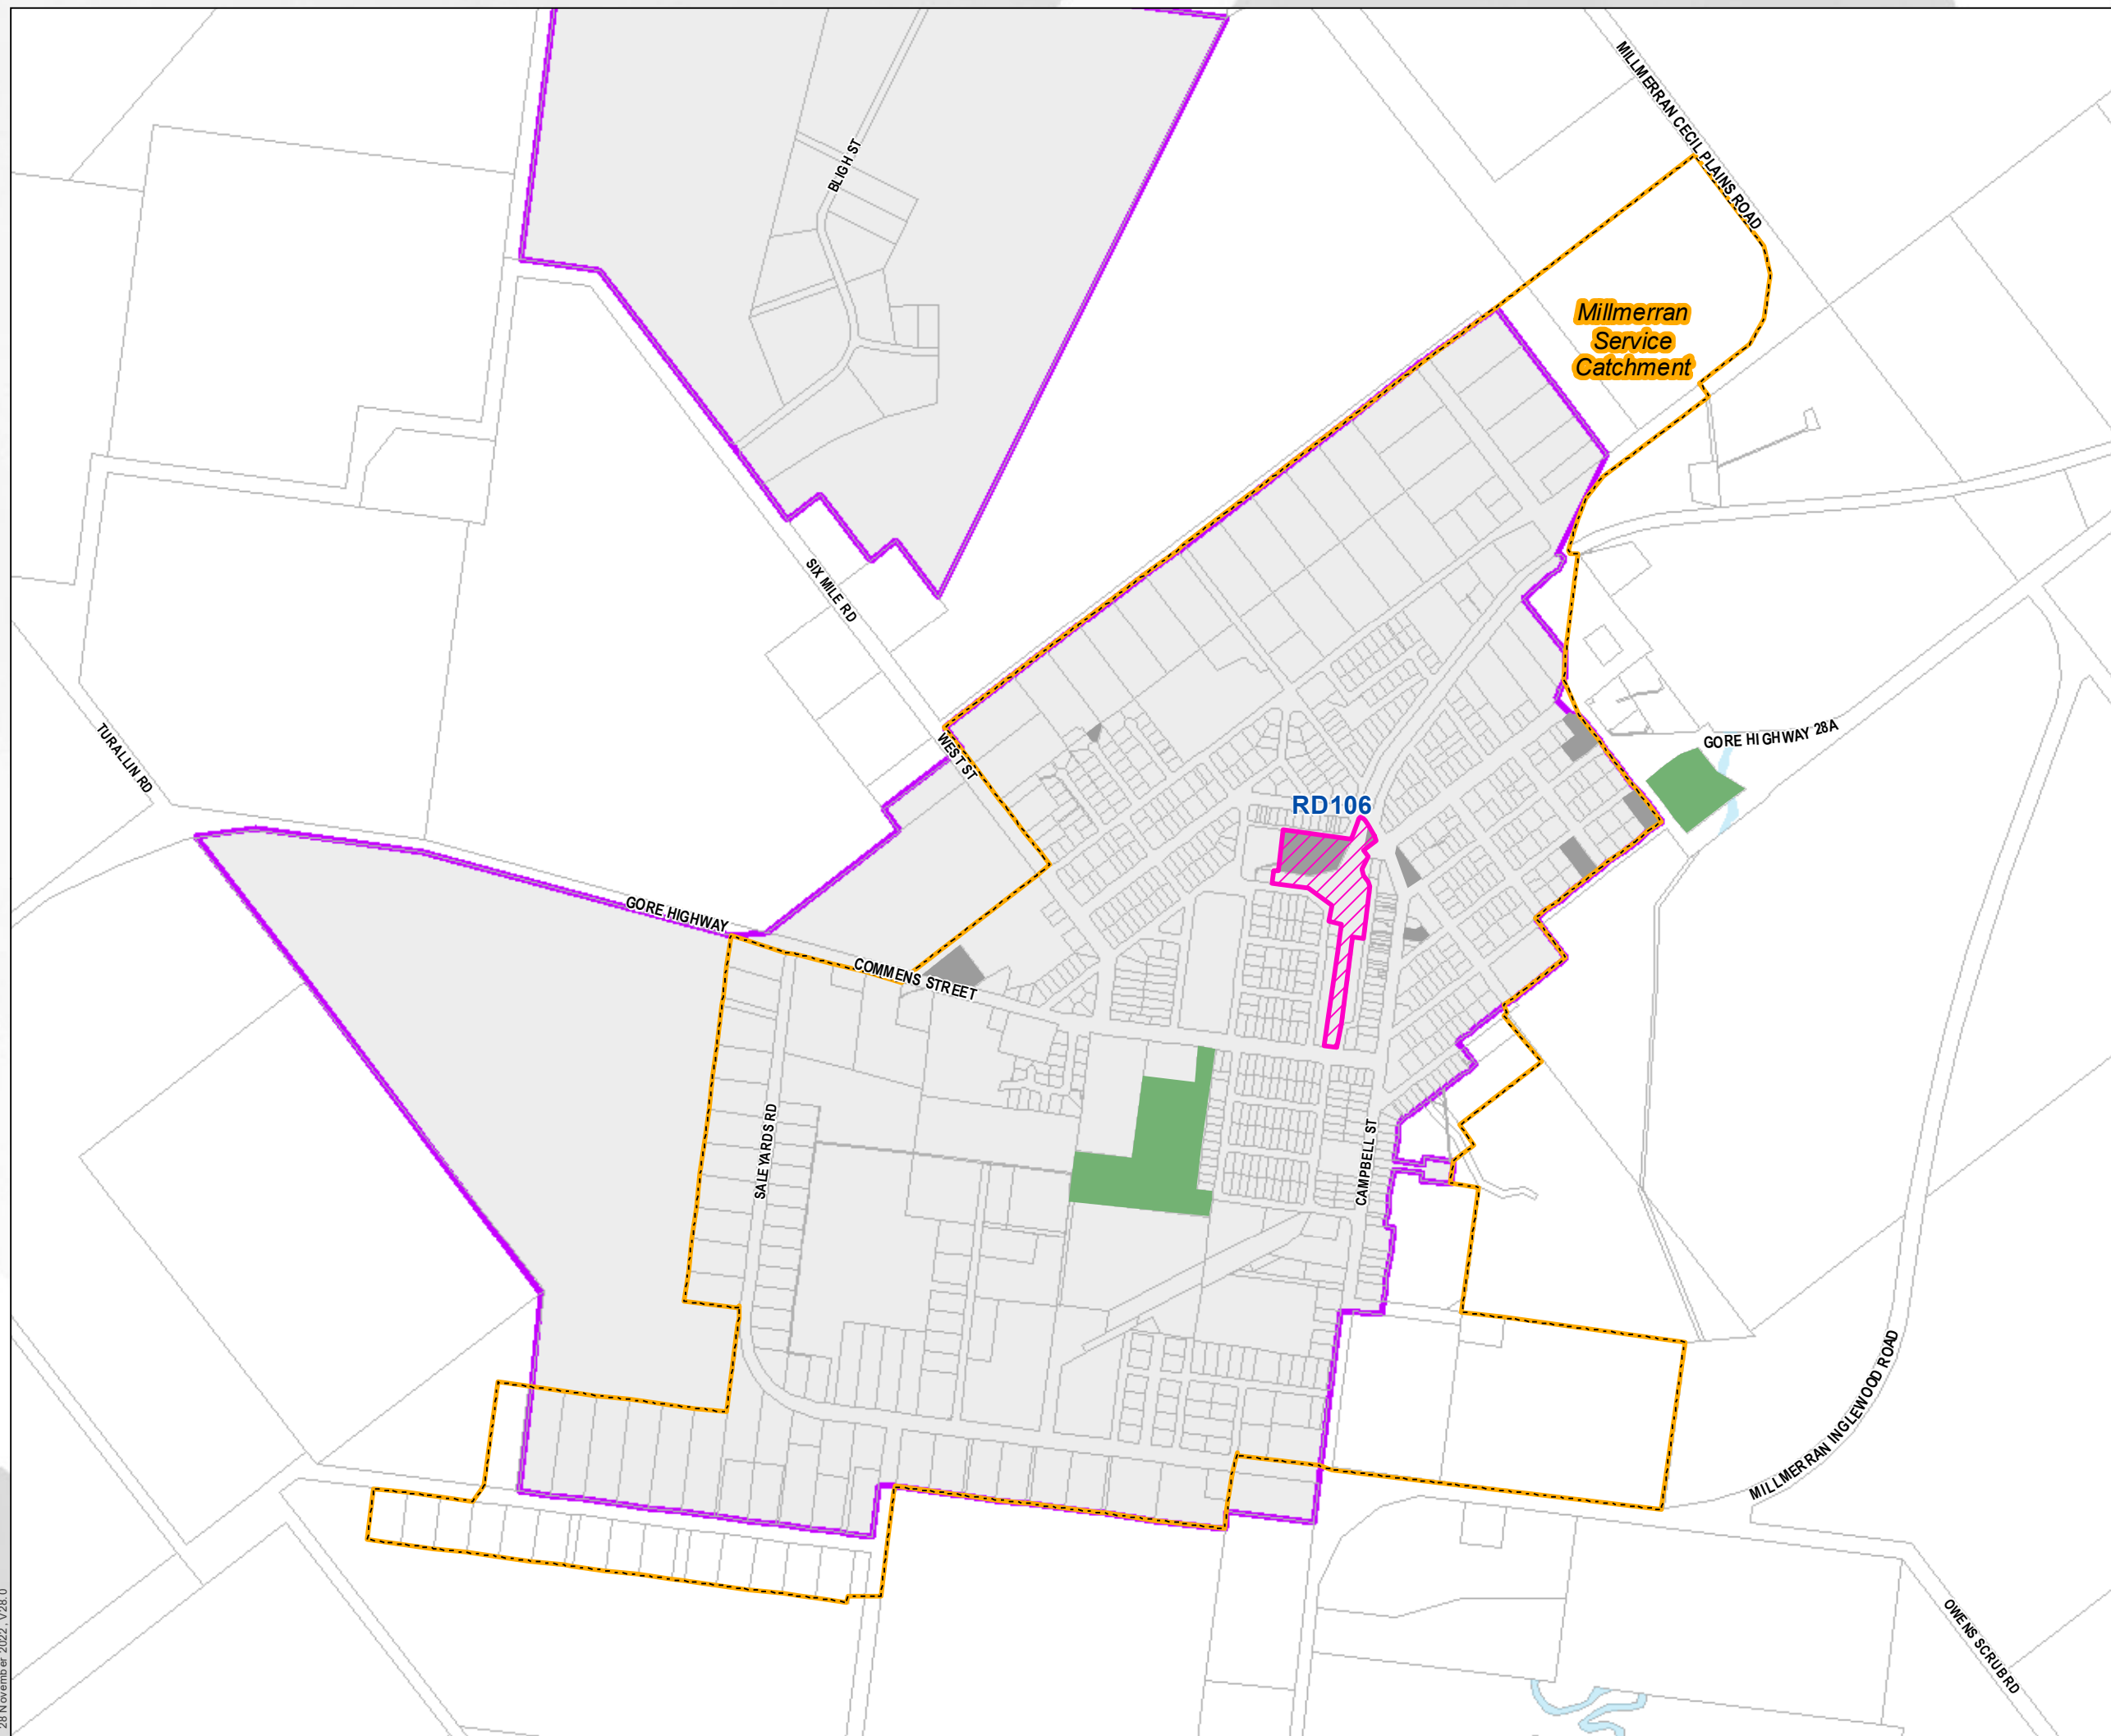 MILLMERRAN CECIL PLAINS ROAD
BLIGH ST
Millmerran
Service
Catchment
SIX MILE RD
TURALLIN RD
WEST ST
GORE HIGHWAY 28A
RD106
GORE HIGHWAY
COMMENS STREET
SALEYARDS RD
CAMPBELL ST
MILLMERRAN INGLEWOOD ROAD
OWENS SCRUB RD
28 November 2022, V28.0